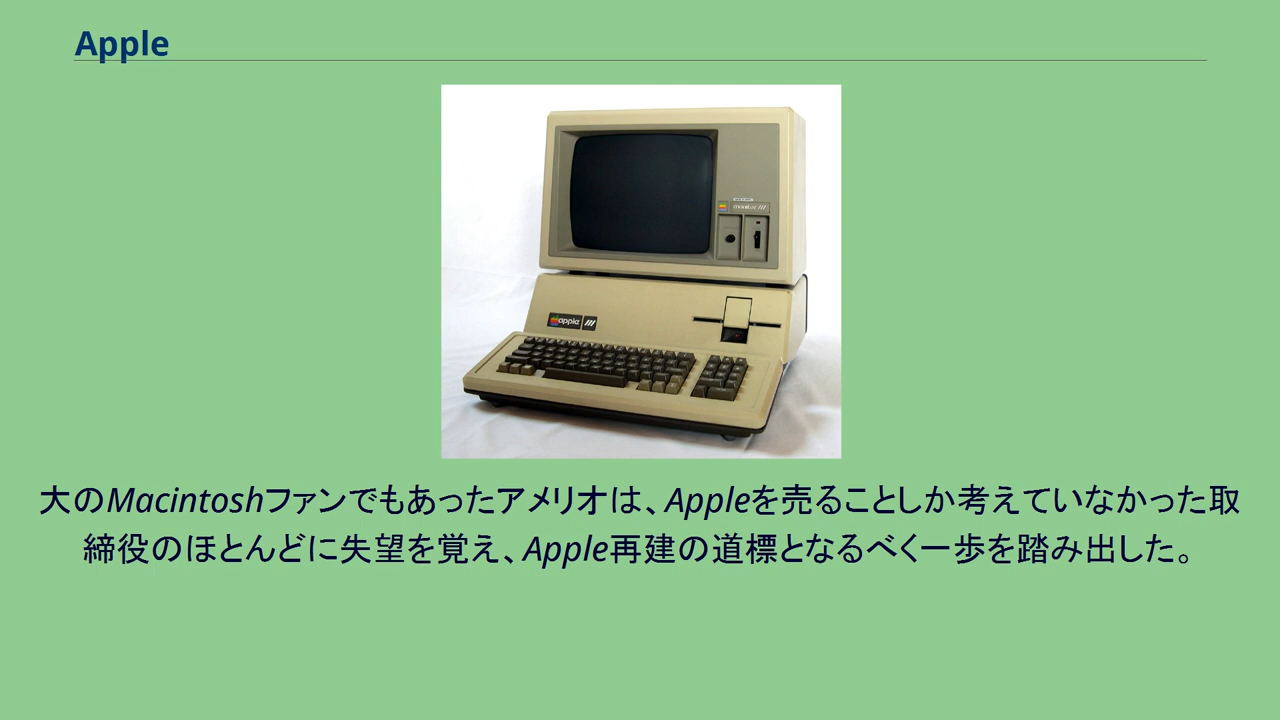 Apple
monitor ///
apple ///
大のMacintoshファンでもあったアメリオは、Appleを売ることしか考えていなかった取
締役のほとんどに失望を覚え、Apple再建の道標となるべく一歩を踏み出した。